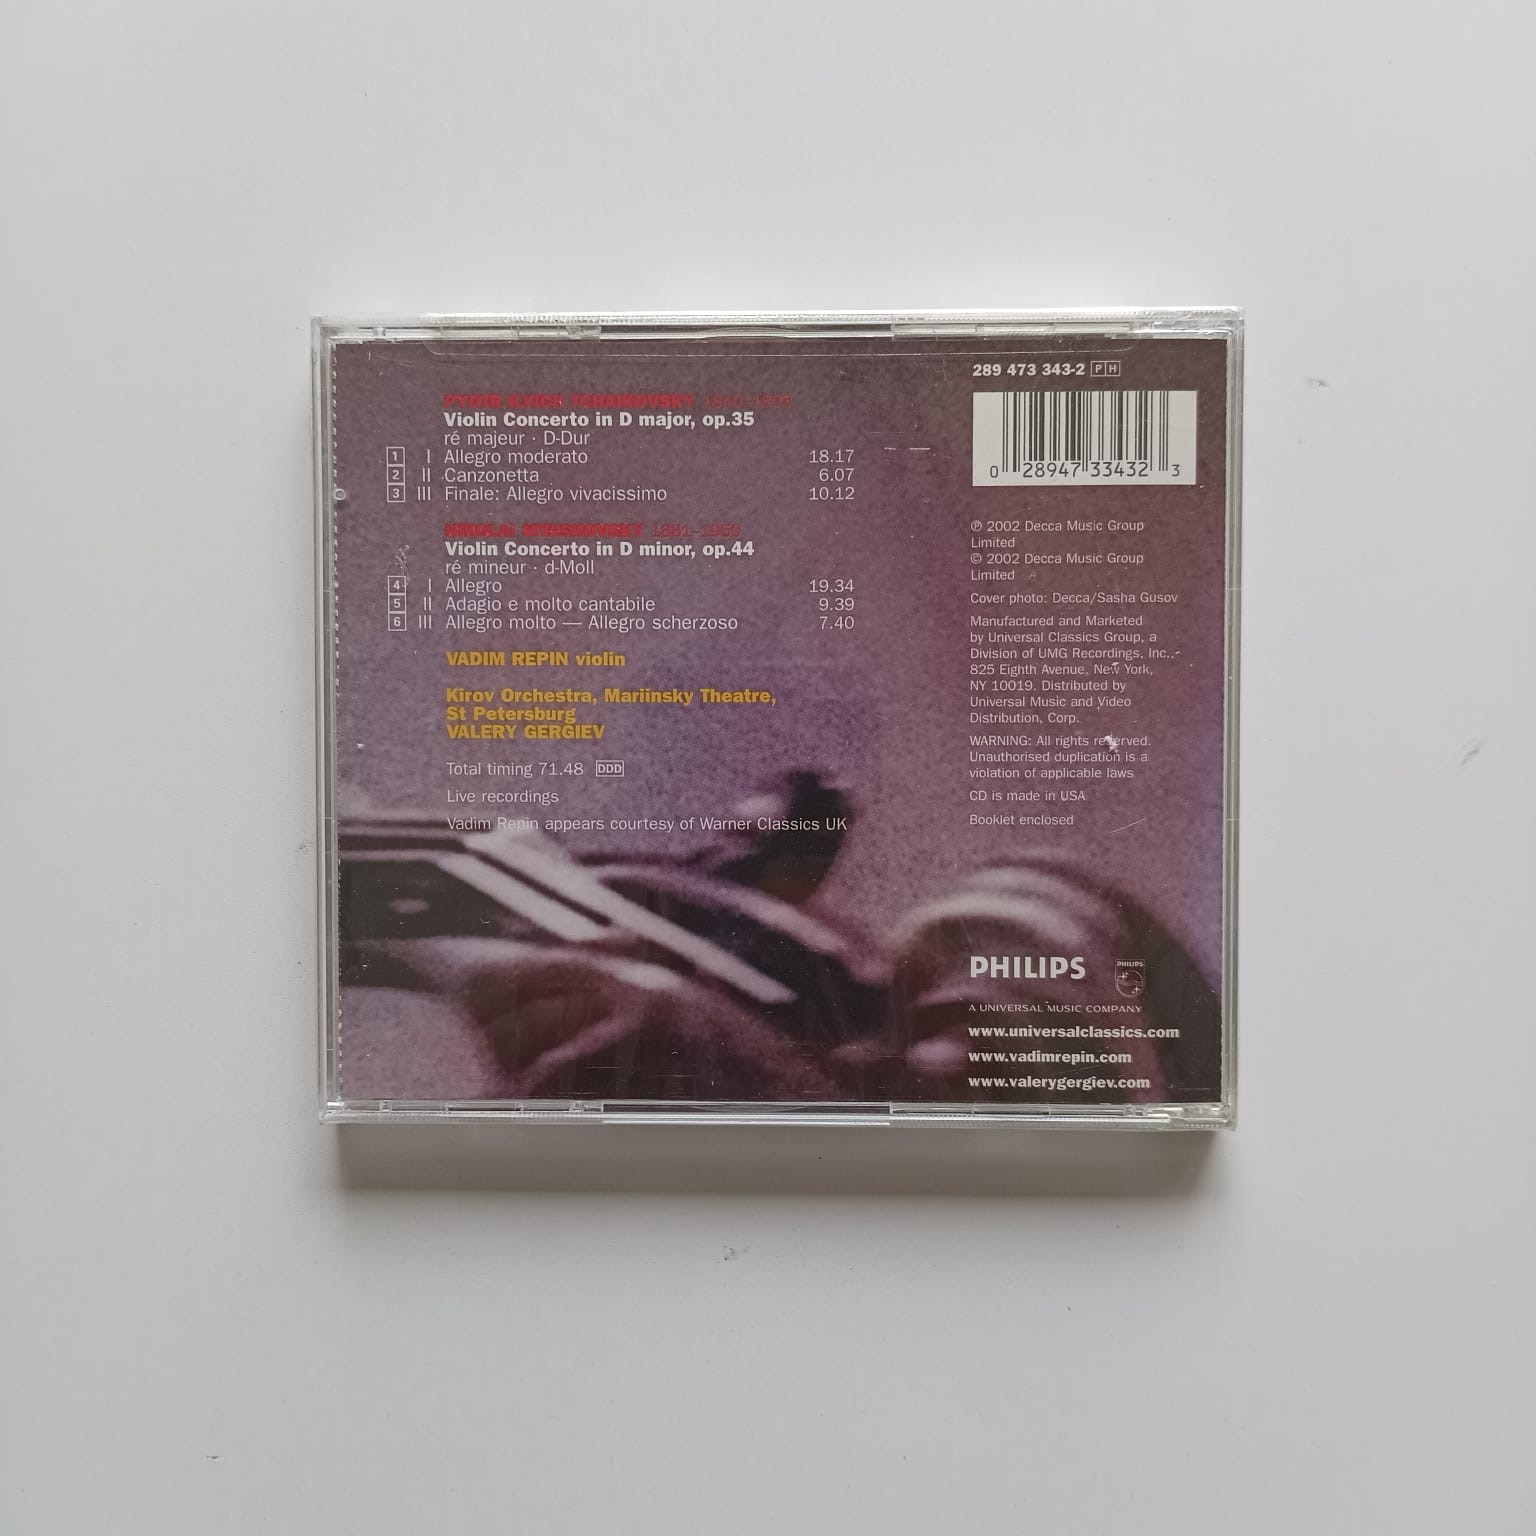 PYOTR ILYICH TCHAIKOVSKY 1840–1893
Violin Concerto in D major, op.35
ré majeur · D-Dur
1 I Allegro moderato 18.17
2 II Canzonetta 6.07
3 III Finale: Allegro vivacissimo 10.12
NIKOLAI MYASKOVSKY 1881–1950
Violin Concerto in D minor, op.44
ré mineur · d-Moll
4 I Allegro 19.34
5 II Adagio e molto cantabile 9.39
6 III Allegro molto — Allegro scherzoso 7.40
VADIM REPIN violin
Kirov Orchestra, Mariinsky Theatre,
St Petersburg
VALERY GERGIEV
Total timing 71.48 DDD
Live recordings
Vadim Repin appears courtesy of Warner Classics UK
289 473 343-2 PH
0 28947 33432 3
℗ 2002 Decca Music Group
Limited
© 2002 Decca Music Group
Limited
Cover photo: Decca/Sasha Gusov
Manufactured and Marketed
by Universal Classics Group, a
Division of UMG Recordings, Inc.,
825 Eighth Avenue, New York,
NY 10019. Distributed by
Universal Music and Video
Distribution, Corp.
WARNING: All rights reserved.
Unauthorised duplication is a
violation of applicable laws
CD is made in USA
Booklet enclosed
PHILIPS
PHILIPS
A UNIVERSAL MUSIC COMPANY
www.universalclassics.com
www.vadimrepin.com
www.valerygergiev.com